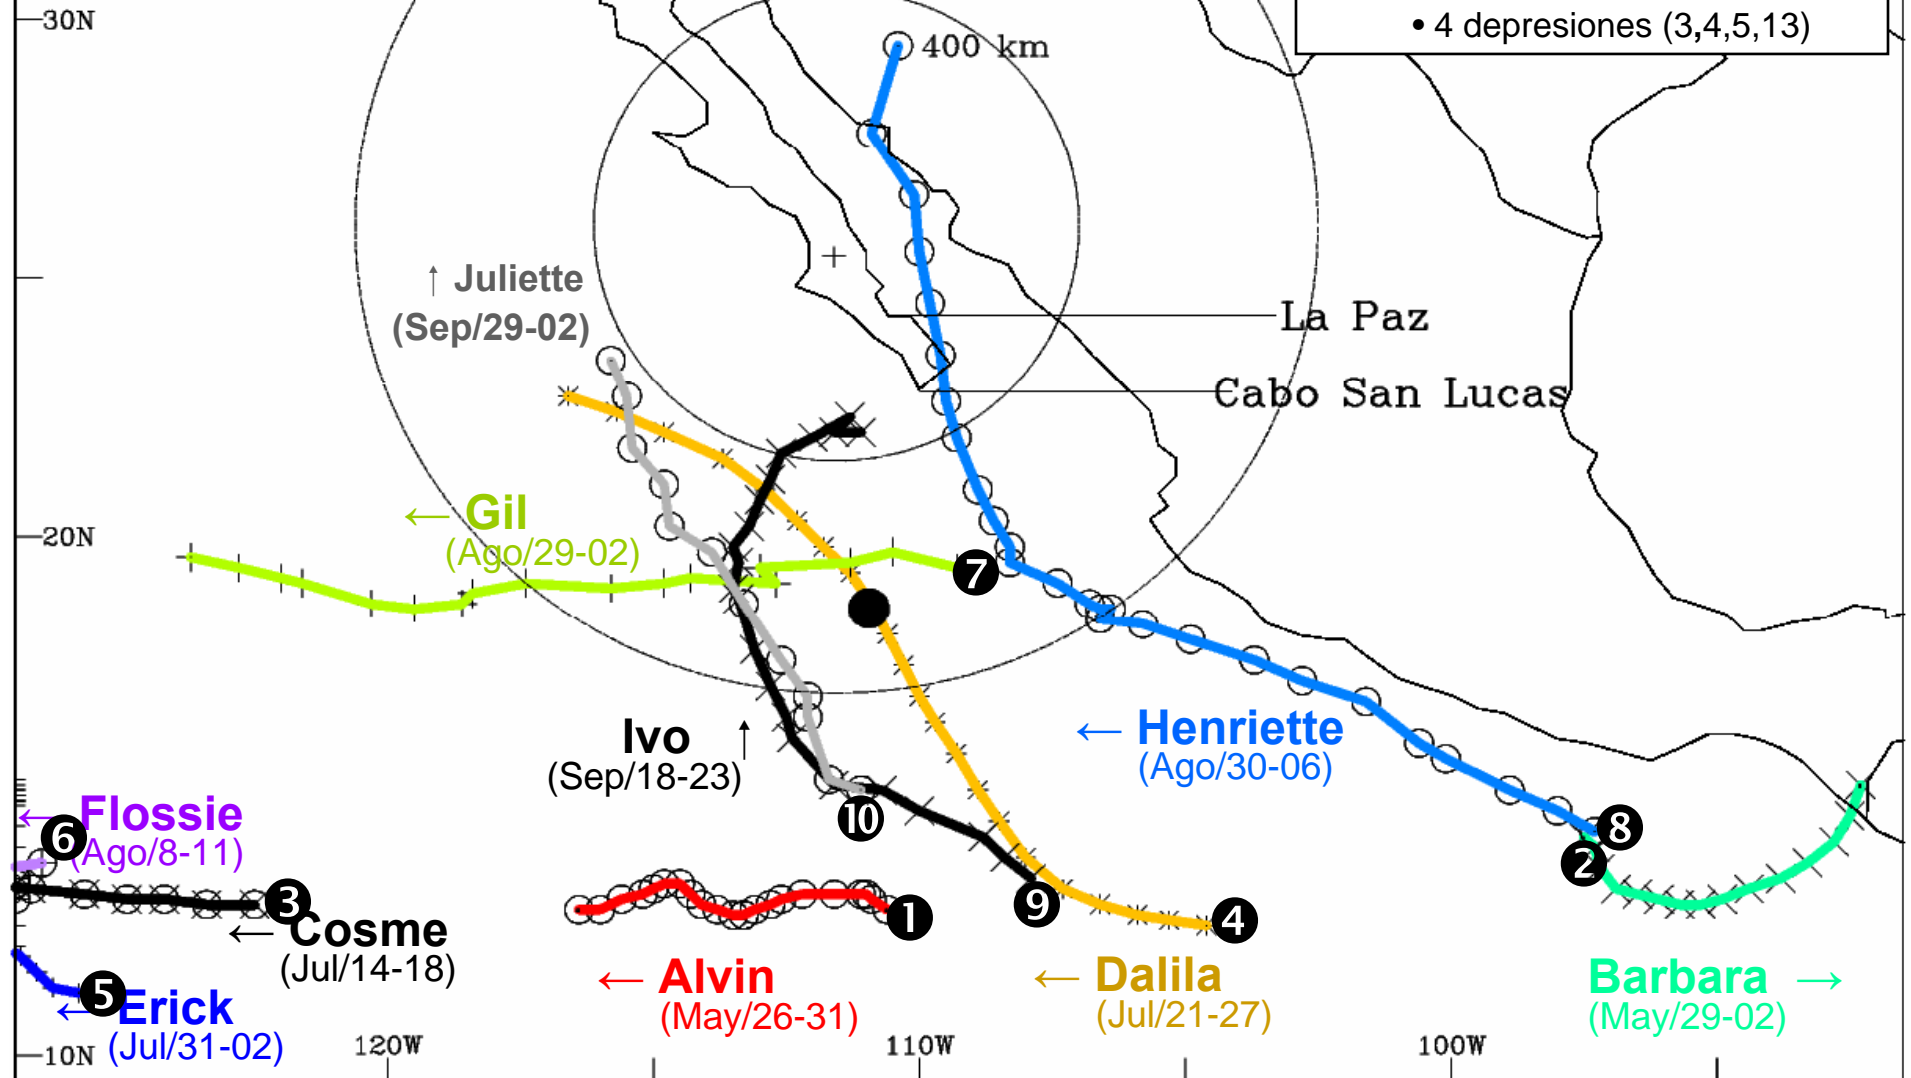 30N
• 4 depresiones (3,4,5,13)
400 km
↑ Juliette
(Sep/29-02)
La Paz
Cabo San Lucas
← Gil
(Ago/29-02)
20N
7
Ivo ↑
(Sep/18-23)
← Henriette
(Ago/30-06)
← Flossie
6
(Ago/8-11)
10
8
2
3
← Cosme
(Jul/14-18)
1
9
4
← Alvin
(May/26-31)
← Dalila
(Jul/21-27)
Barbara →
(May/29-02)
5
← Erick
(Jul/31-02)
10N
120W
110W
100W